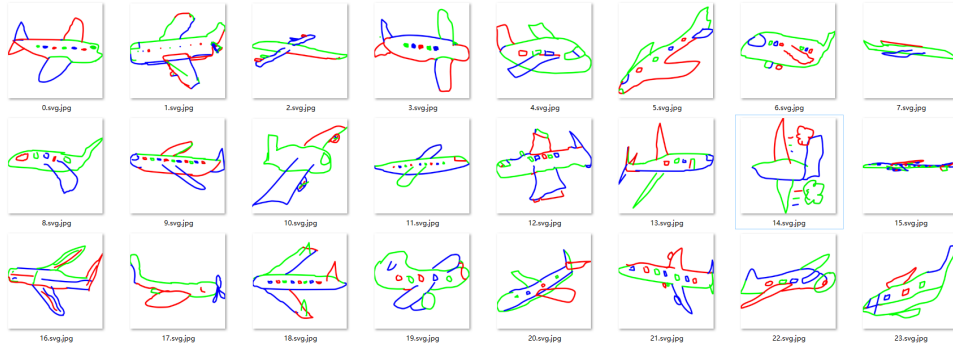 0.svg.jpg 1.svg.jpg 2.svg.jpg 3.svg.jpg 4.svg.jpg 5.svg.jpg 6.svg.jpg 7.svg.jpg
8.svg.jpg 9.svg.jpg 10.svg.jpg 11.svg.jpg 12.svg.jpg 13.svg.jpg 14.svg.jpg 15.svg.jpg
16.svg.jpg 17.svg.jpg 18.svg.jpg 19.svg.jpg 20.svg.jpg 21.svg.jpg 22.svg.jpg 23.svg.jpg